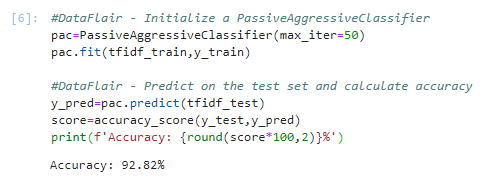 [6]: #DataFlair - Initialize a PassiveAggressiveClassifier
pac=PassiveAggressiveClassifier(max_iter=50)
pac.fit(tfidf_train,y_train)
#DataFlair - Predict on the test set and calculate accuracy
y_pred=pac.predict(tfidf_test)
score=accuracy_score(y_test,y_pred)
print(f'Accuracy: {round(score*100,2)}%')
Accuracy: 92.82%